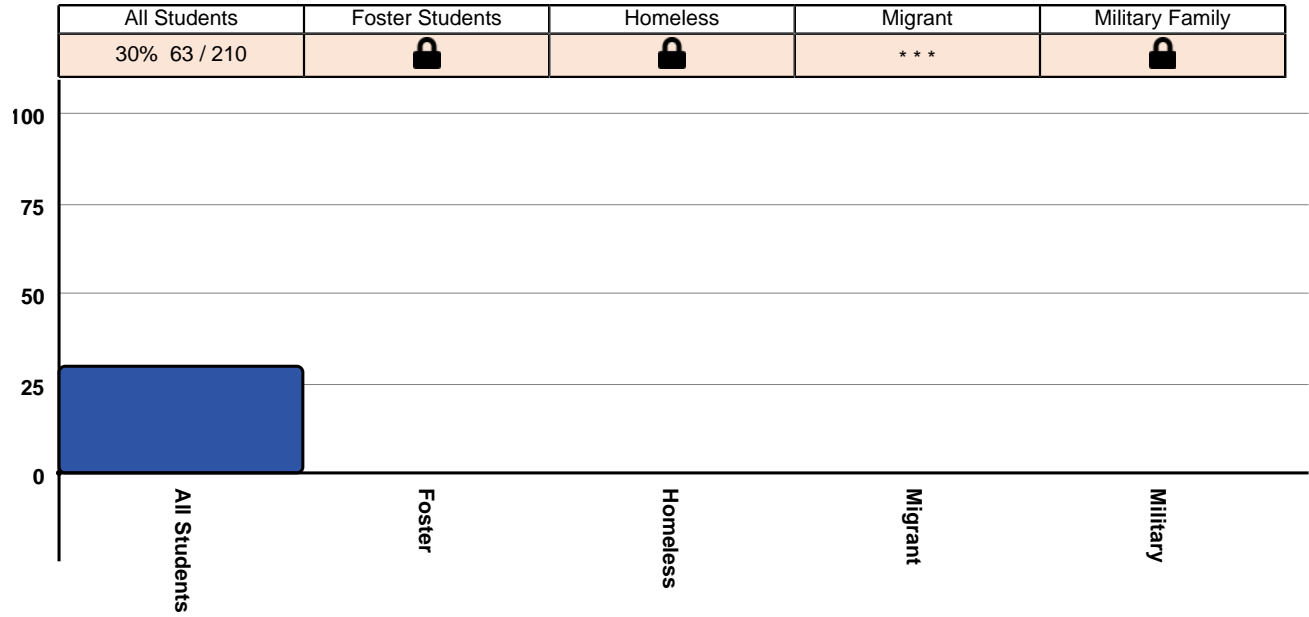 All Students Foster Students Homeless Migrant Military Family
30% 63 / 210 * * *
100
75
50
25
0
All Students
Foster
Homeless
Migrant
Military